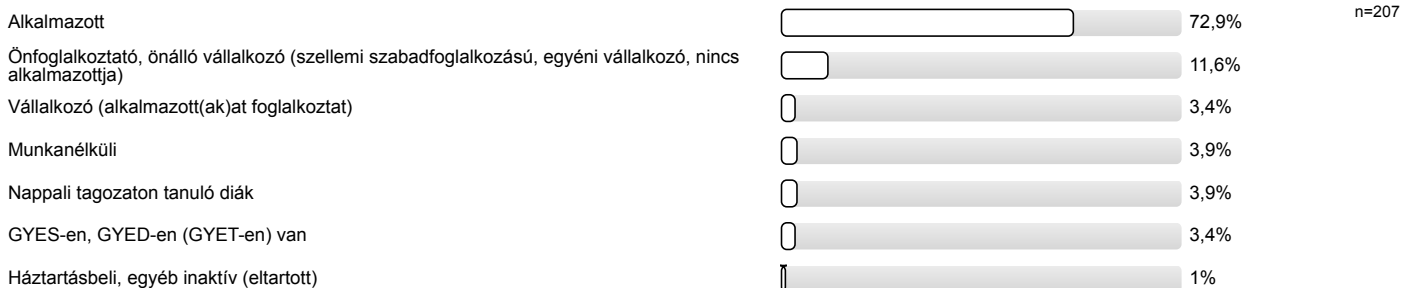 Alkalmazott 72,9% n=207
Önfoglalkoztató, önálló vállalkozó (szellemi szabadfoglalkozású, egyéni vállalkozó, nincs
alkalmazottja) 11,6%
Vállalkozó (alkalmazott(ak)at foglalkoztat) 3,4%
Munkanélküli 3,9%
Nappali tagozaton tanuló diák 3,9%
GYES-en, GYED-en (GYET-en) van 3,4%
Háztartásbeli, egyéb inaktív (eltartott) 1%